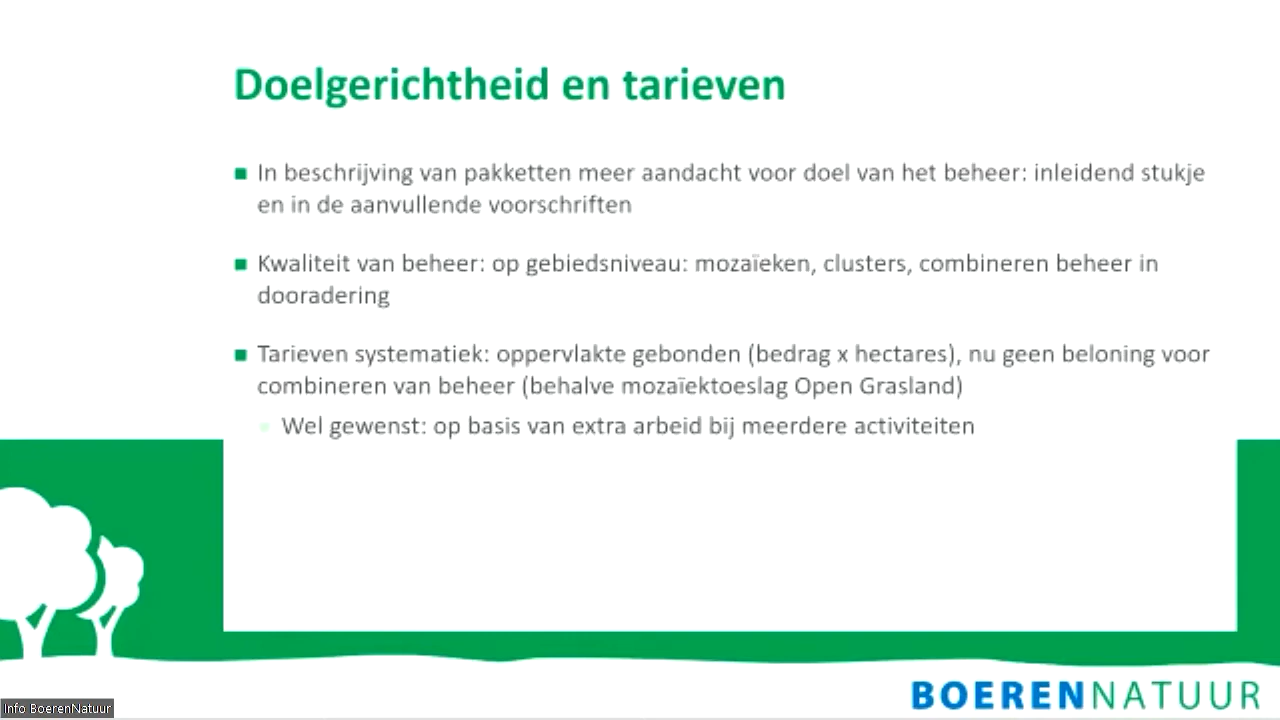 Doelgerichtheid en tarieven
In beschrijving van pakketten meer aandacht voor doel van het beheer: inleidend stukje
en in de aanvullende voorschriften
Kwaliteit van beheer: op gebiedsniveau: mozaïeken, clusters, combineren beheer in
dooradering
Tarieven systematiek: oppervlakte gebonden (bedrag x hectares), nu geen beloning voor
combineren van beheer (behalve mozaïektoeslag Open Grasland)
Wel gewenst: op basis van extra arbeid bij meerdere activiteiten
BOERENNATUUR
Info BoerenNatuur